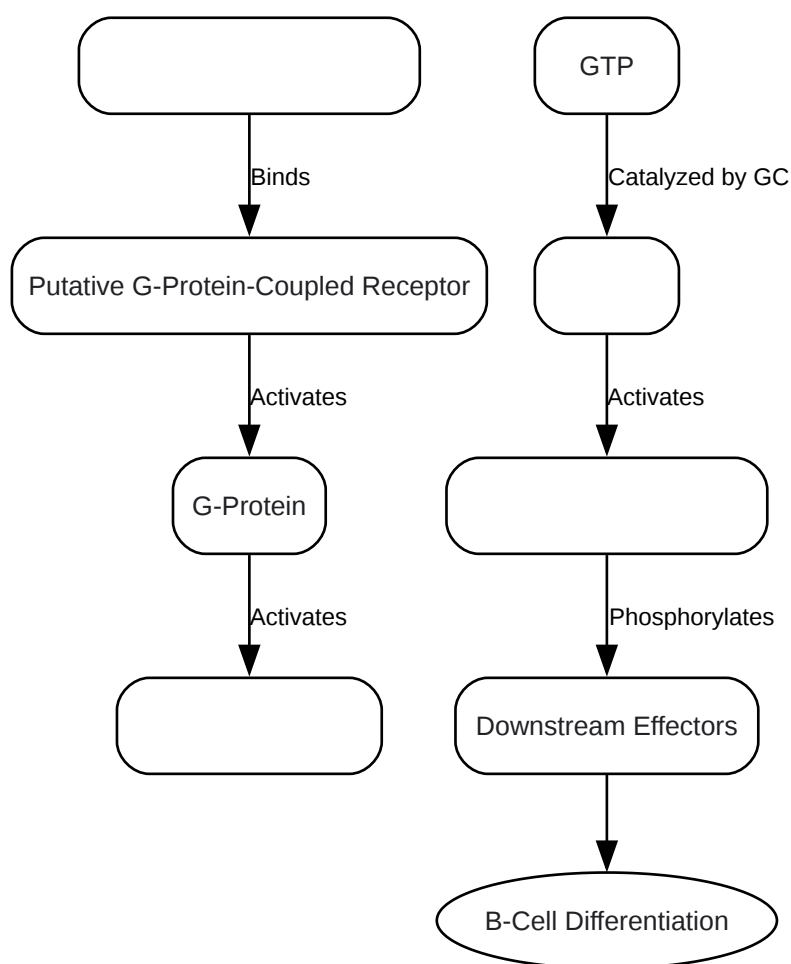 GTP
Binds
Catalyzed by GC
Putative G-Protein-Coupled Receptor
Activates
Activates
G-Protein
Activates
Phosphorylates
Downstream Effectors
B-Cell Differentiation